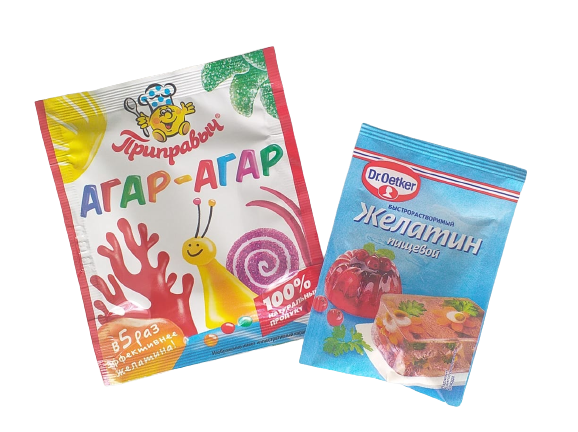 Приправыч®
АГАР-АГАР
100%
НАТУРАЛЬНЫЙ
ПРОДУКТ
в 5 раз
эффективнее
желатина!
Dr.Oetker
БЫСТРОРАСТВОРИМЫЙ
Желатин
пищевой